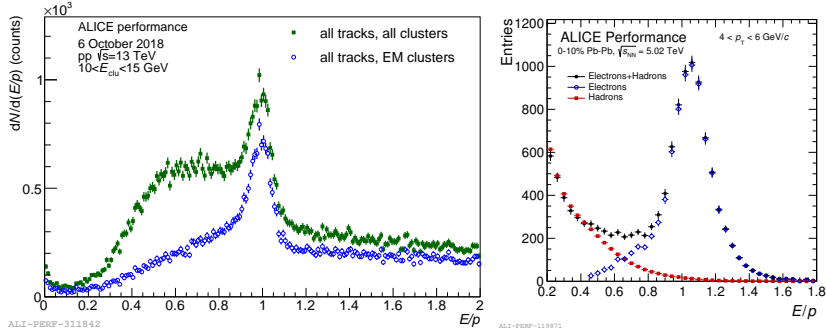 ×10³
ALICE performance
6 October 2018
pp √s=13 TeV
10<E_clu<15 GeV
all tracks, all clusters
all tracks, EM clusters
dN/d(E/p) (counts)
1
0.5
0
0 0.2 0.4 0.6 0.8 1 1.2 1.4 1.6 1.8 2
E/p
ALI-PERF-311842
Entries
1200
1000
800
600
400
200
0
ALICE Performance
4 < p_T < 6 GeV/c
0-10% Pb-Pb, √s_NN = 5.02 TeV
Electrons+Hadrons
Electrons
Hadrons
0.2 0.4 0.6 0.8 1 1.2 1.4 1.6 1.8
E/p
ALI-PERF-119871